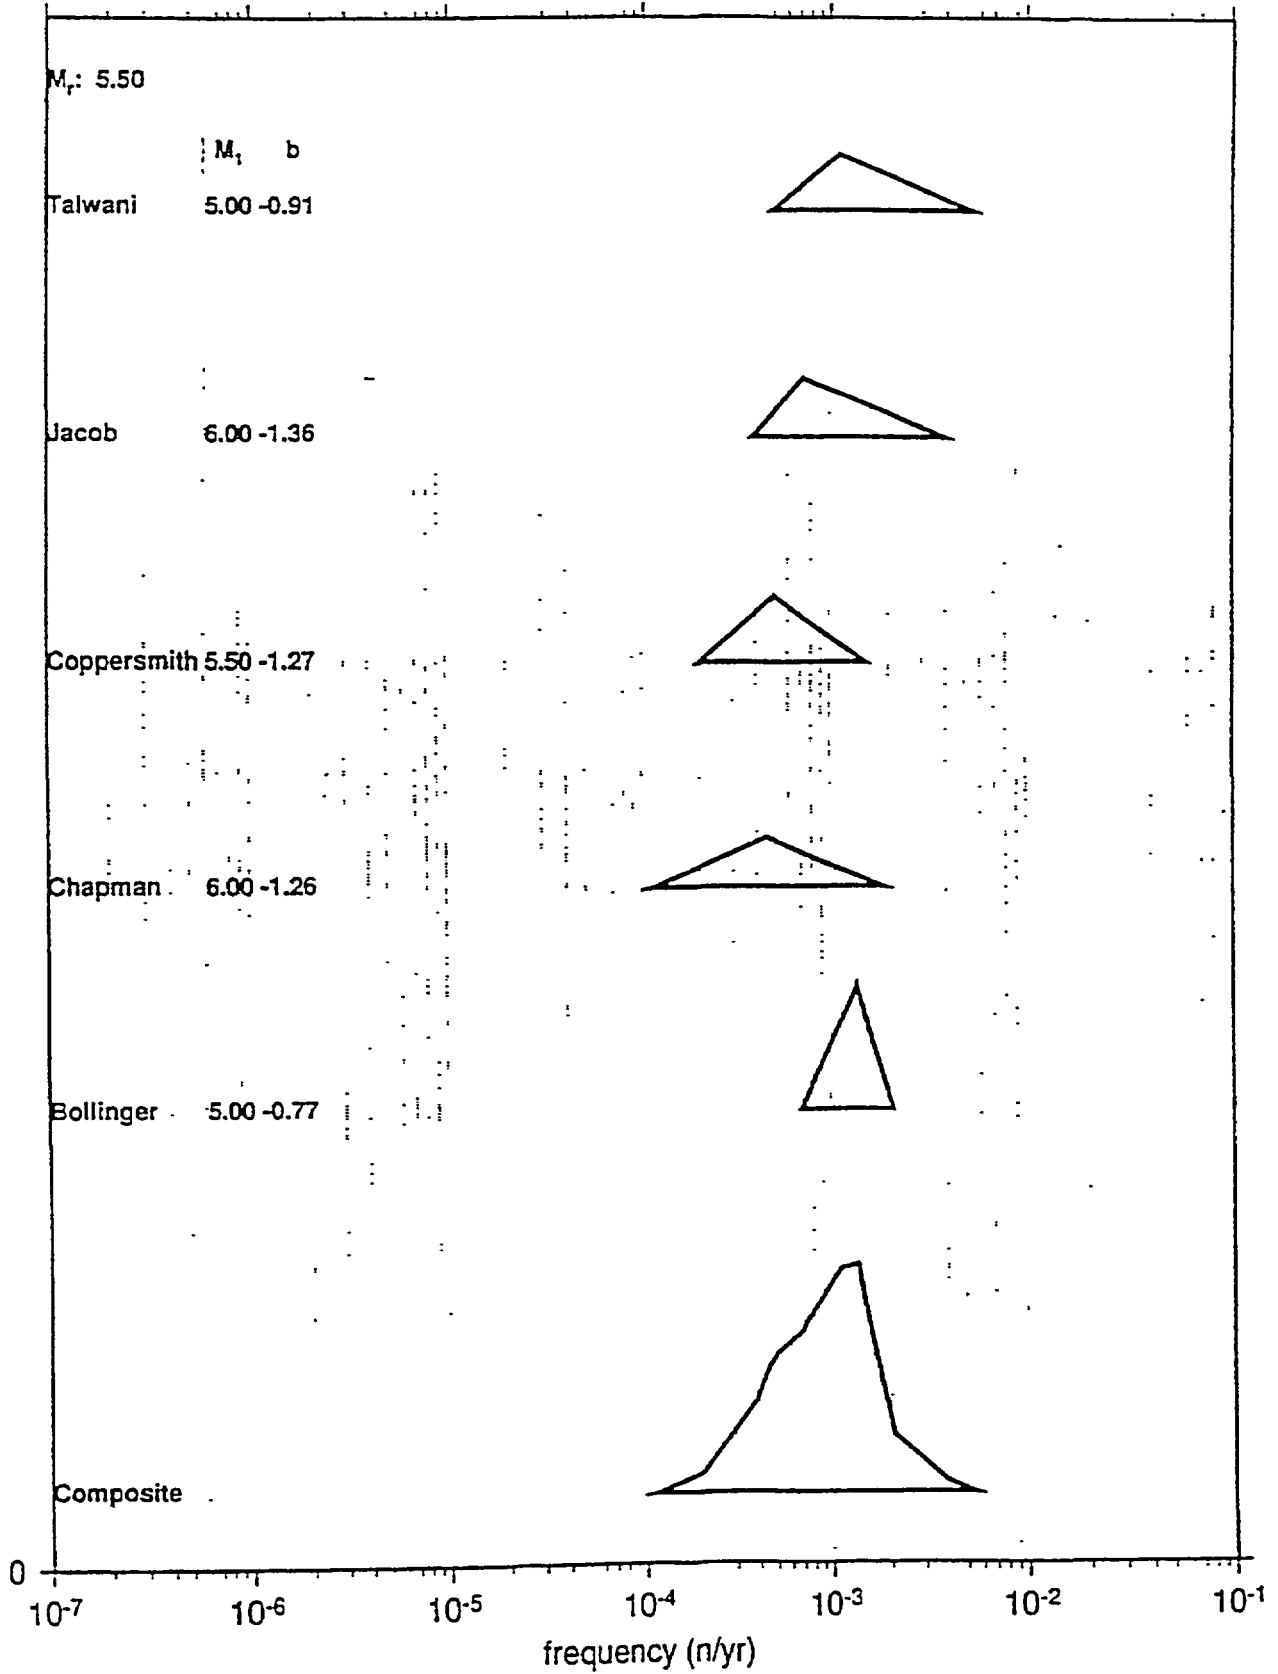 Mᵣ: 5.50
Mₜ b
Talwani 5.00 -0.91
Jacob 6.00 -1.36
Coppersmith 5.50 -1.27
Chapman 6.00 -1.26
Bollinger 5.00 -0.77
Composite
0
10⁻⁷ 10⁻⁶ 10⁻⁵ 10⁻⁴ 10⁻³ 10⁻² 10⁻¹
frequency (n/yr)